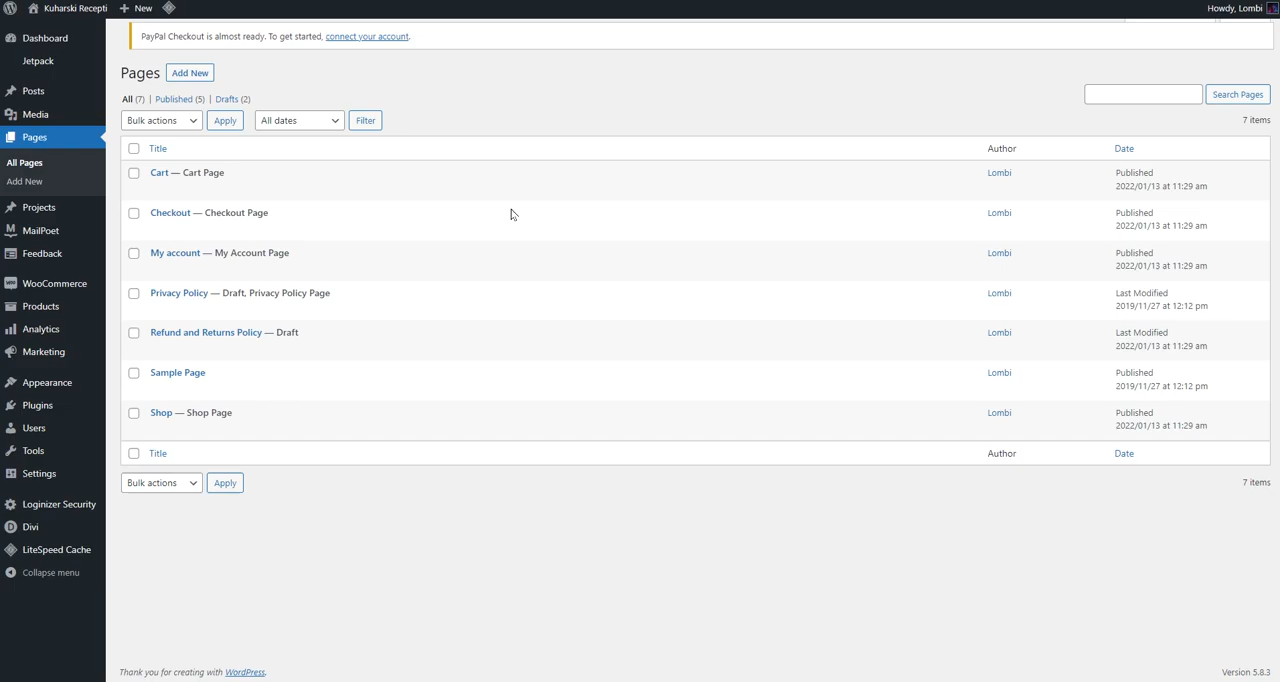 Kuharski Recepti
New
Howdy, Lombi
Dashboard
Jetpack
Posts
Media
Pages
All Pages
Add New
Projects
MailPoet
Feedback
WooCommerce
Products
Analytics
Marketing
Appearance
Plugins
Users
Tools
Settings
Loginizer Security
Divi
LiteSpeed Cache
Collapse menu
PayPal Checkout is almost ready. To get started, connect your account.
Pages Add New
All (7) | Published (5) | Drafts (2)
Search Pages
Bulk actions Apply All dates Filter
7 items
Title Author Date
Cart — Cart Page Lombi Published
2022/01/13 at 11:29 am
Checkout — Checkout Page Lombi Published
2022/01/13 at 11:29 am
My account — My Account Page Lombi Published
2022/01/13 at 11:29 am
Privacy Policy — Draft, Privacy Policy Page Lombi Last Modified
2019/11/27 at 12:12 pm
Refund and Returns Policy — Draft Lombi Last Modified
2022/01/13 at 11:29 am
Sample Page Lombi Published
2019/11/27 at 12:12 pm
Shop — Shop Page Lombi Published
2022/01/13 at 11:29 am
Title Author Date
Bulk actions Apply 7 items
Thank you for creating with WordPress. Version 5.8.3